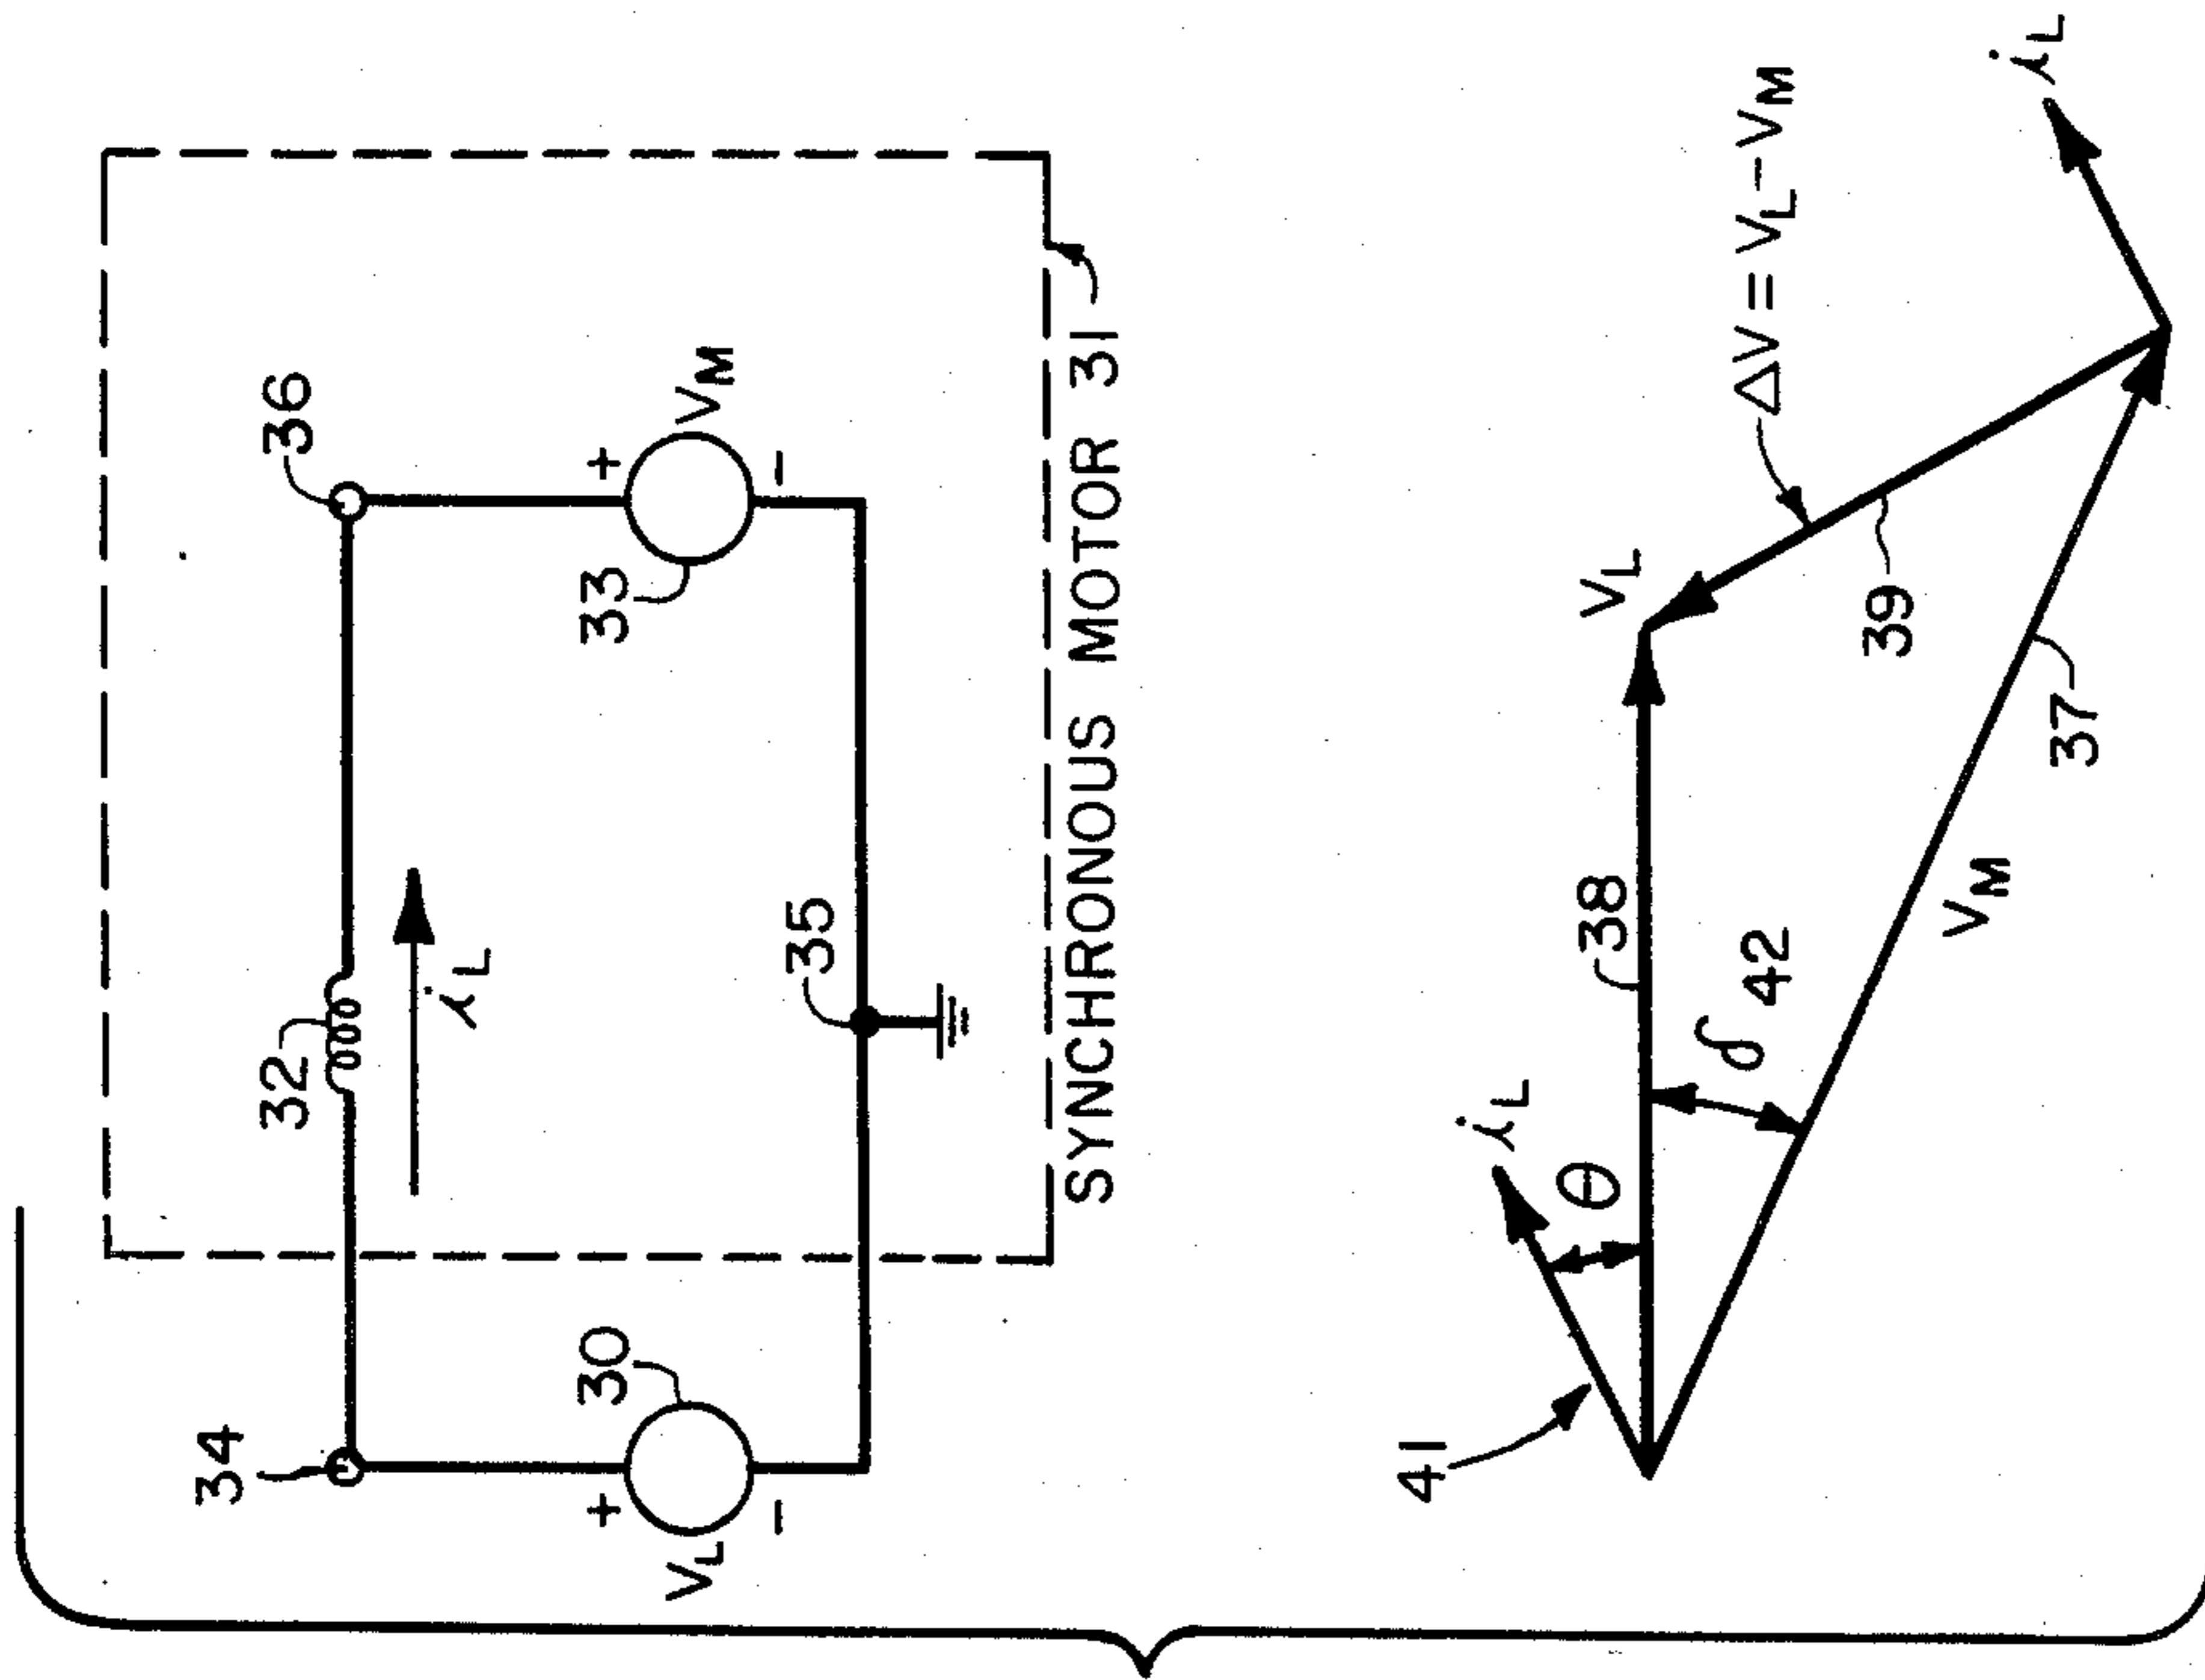 34
32
36
iL
+
30
33
+
VL
VM
-
-
35
SYNCHRONOUS MOTOR 31
41
iL
θ
38
VL
ΔV = VL-VM
δ
42
39
iL
VM
37